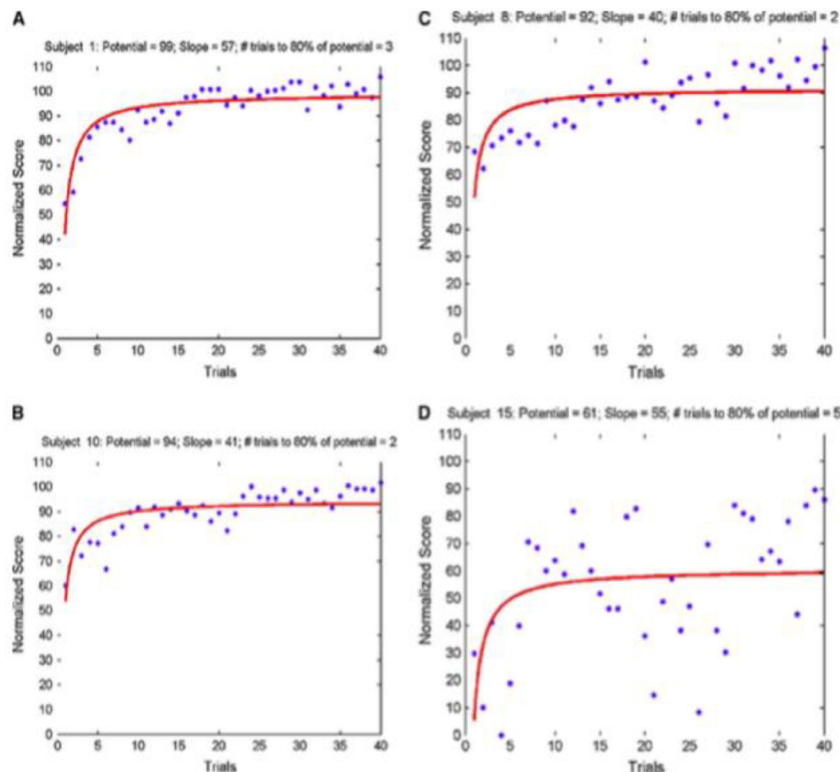 A
Subject 1: Potential = 99; Slope = 57; # trials to 80% of potential = 3
110
100
90
80
70
60
50
40
30
20
10
0
Normalized Score
0 5 10 15 20 25 30 35 40
Trials
C
Subject 8: Potential = 92; Slope = 40; # trials to 80% of potential = 2
110
100
90
80
70
60
50
40
30
20
10
0
Normalized Score
0 5 10 15 20 25 30 35 40
Trials
B
Subject 10: Potential = 94; Slope = 41; # trials to 80% of potential = 2
110
100
90
80
70
60
50
40
30
20
10
0
Normalized Score
0 5 10 15 20 25 30 35 40
Trials
D
Subject 15: Potential = 61; Slope = 55; # trials to 80% of potential = 5
110
100
90
80
70
60
50
40
30
20
10
0
Normalized Score
0 5 10 15 20 25 30 35 40
Trials